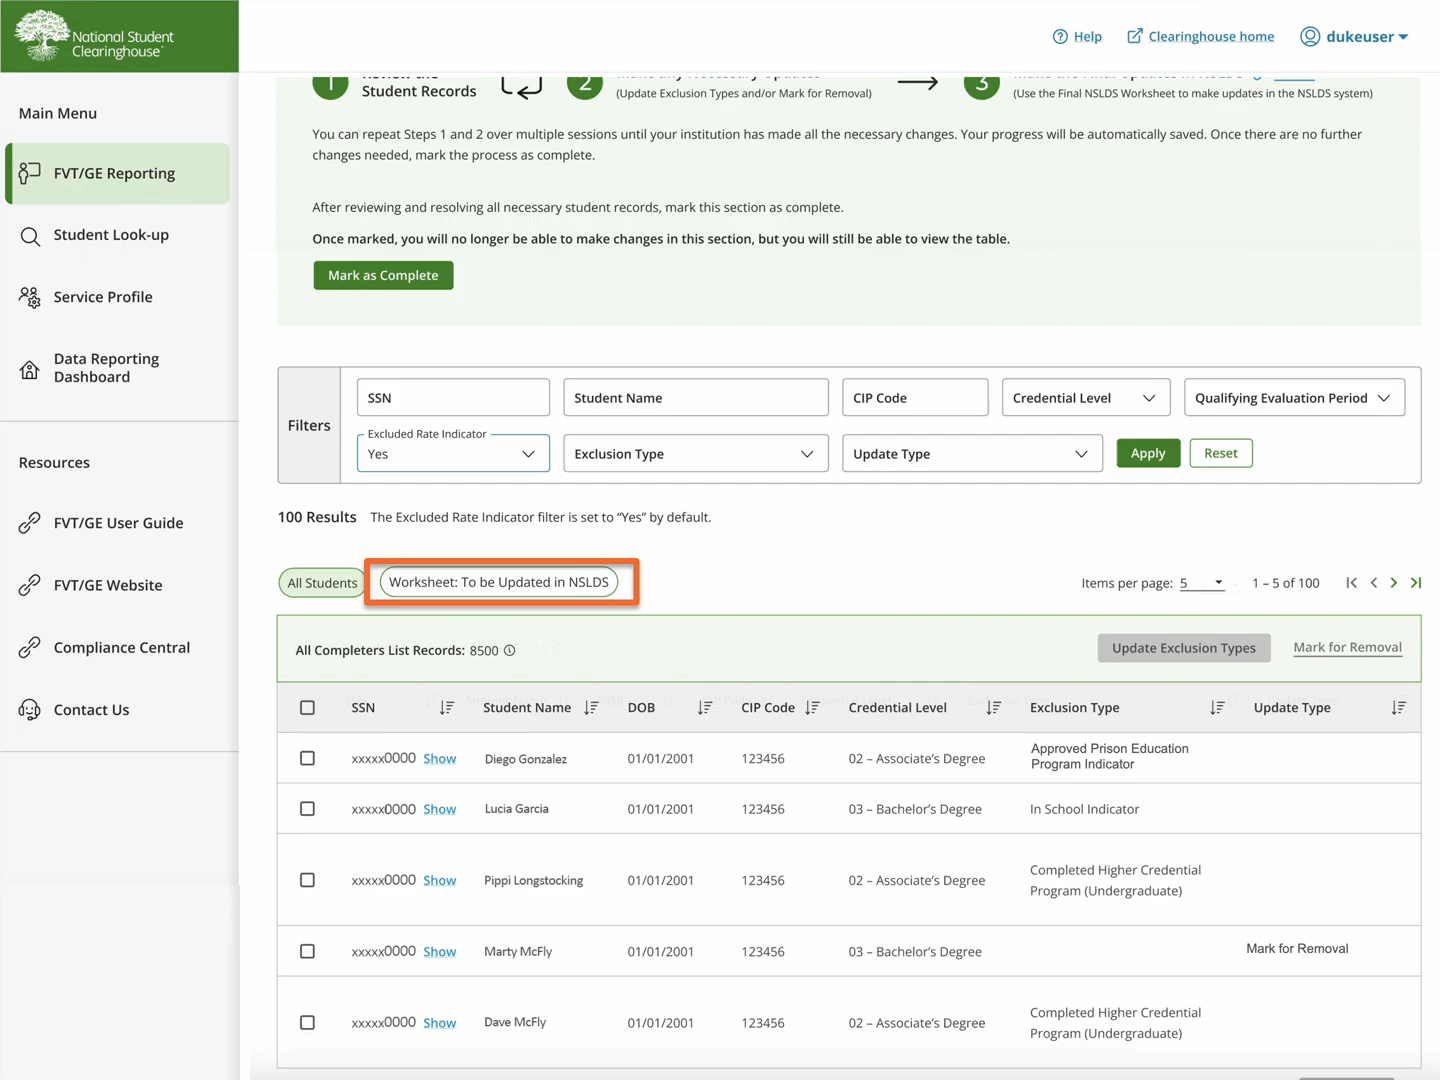 National Student
Clearinghouse
Help
Clearinghouse home
dukeuser
Main Menu
FVT/GE Reporting
Student Look-up
Service Profile
Data Reporting
Dashboard
Resources
FVT/GE User Guide
FVT/GE Website
Compliance Central
Contact Us
1 Review the
Student Records
2 Make any Necessary Updates
(Update Exclusion Types and/or Mark for Removal)
3 Make the Final Updates in NSLDS
(Use the Final NSLDS Worksheet to make updates in the NSLDS system)
You can repeat Steps 1 and 2 over multiple sessions until your institution has made all the necessary changes. Your progress will be automatically saved. Once there are no further
changes needed, mark the process as complete.
After reviewing and resolving all necessary student records, mark this section as complete.
Once marked, you will no longer be able to make changes in this section, but you will still be able to view the table.
Mark as Complete
Filters
SSN
Student Name
CIP Code
Credential Level
Qualifying Evaluation Period
Excluded Rate Indicator
Yes
Exclusion Type
Update Type
Apply
Reset
100 Results The Excluded Rate Indicator filter is set to “Yes” by default.
All Students
Worksheet: To be Updated in NSLDS
Items per page: 5
1 – 5 of 100
All Completers List Records: 8500
Update Exclusion Types
Mark for Removal
SSN Student Name DOB CIP Code Credential Level Exclusion Type Update Type
xxxxx0000 Show Diego Gonzalez 01/01/2001 123456 02 – Associate’s Degree Approved Prison Education
Program Indicator
xxxxx0000 Show Lucia Garcia 01/01/2001 123456 03 – Bachelor’s Degree In School Indicator
xxxxx0000 Show Pippi Longstocking 01/01/2001 123456 02 – Associate’s Degree Completed Higher Credential
Program (Undergraduate)
xxxxx0000 Show Marty McFly 01/01/2001 123456 03 – Bachelor’s Degree Mark for Removal
xxxxx0000 Show Dave McFly 01/01/2001 123456 02 – Associate’s Degree Completed Higher Credential
Program (Undergraduate)